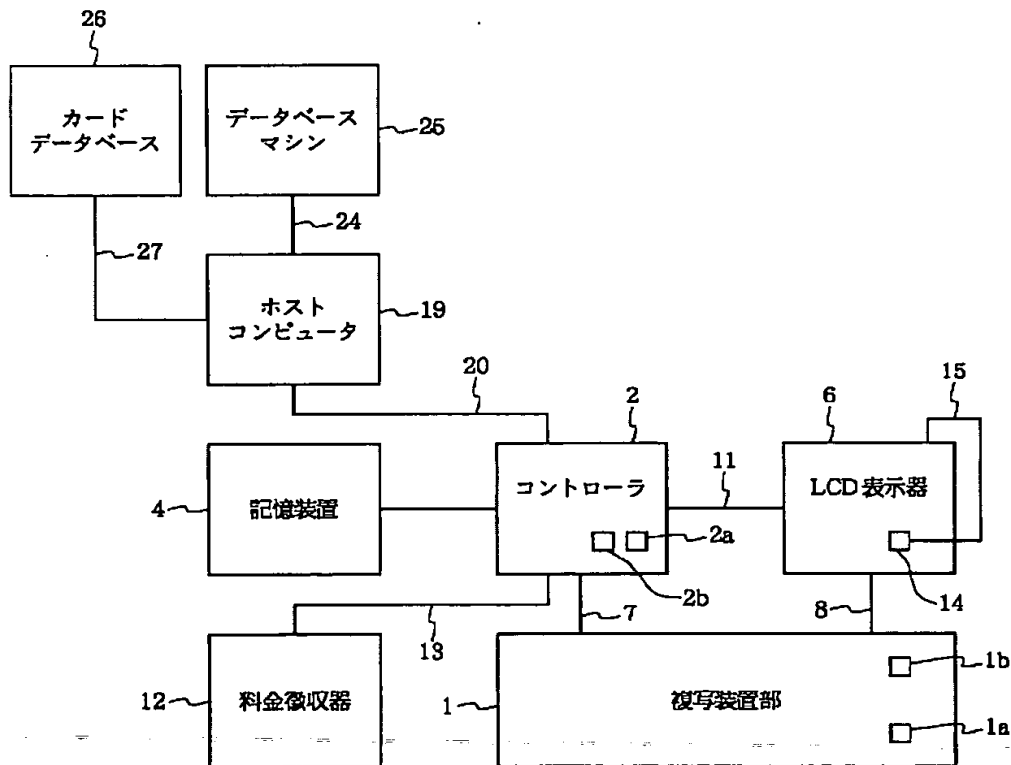 26
カード
データベース
データベース
マシン
25
24
27
ホスト
コンピュータ
19
20
2
6
15
4
記憶装置
コントローラ
11
LCD表示器
2a
2b
14
13
7
8
12
料金徴収器
1
複写装置部
1b
1a